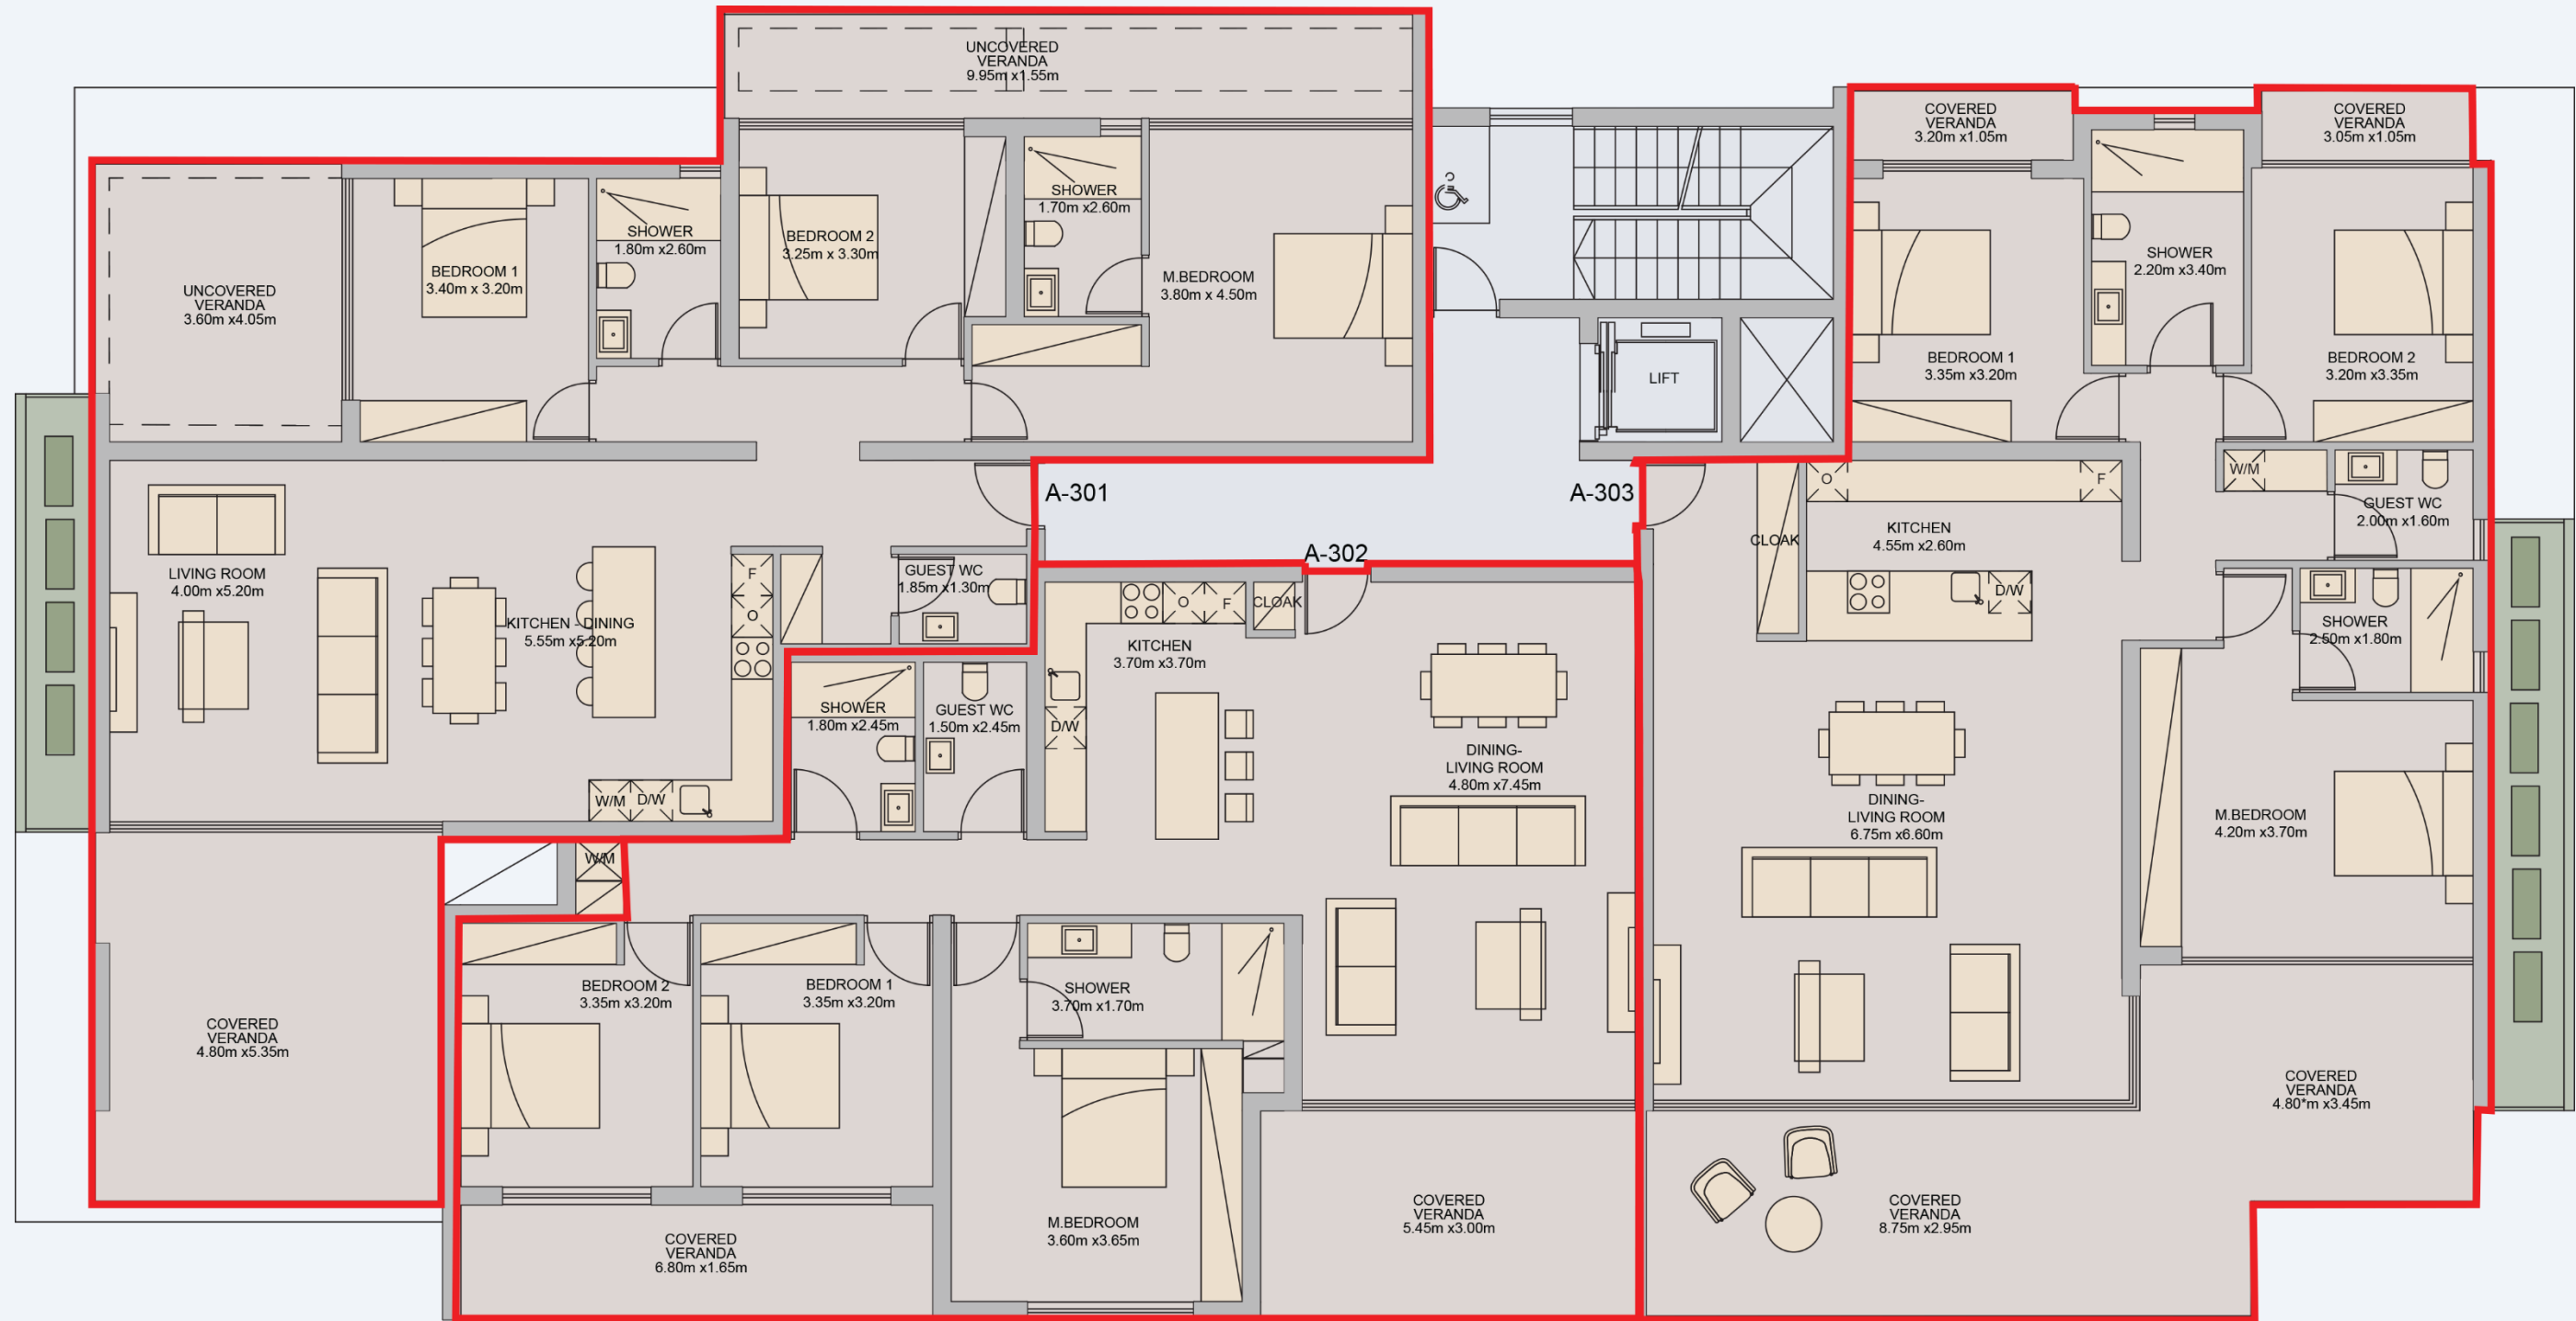 UNCOVERED
VERANDA
9.95m x1.55m
COVERED
VERANDA
3.20m x1.05m
COVERED
VERANDA
3.05m x1.05m
UNCOVERED
VERANDA
3.60m x4.05m
BEDROOM 1
3.40m x 3.20m
SHOWER
1.80m x2.60m
BEDROOM 2
3.25m x 3.30m
SHOWER
1.70m x2.60m
M.BEDROOM
3.80m x 4.50m
LIFT
BEDROOM 1
3.35m x3.20m
SHOWER
2.20m x3.40m
BEDROOM 2
3.20m x3.35m
A-301
A-302
A-303
LIVING ROOM
4.00m x5.20m
KITCHEN - DINING
5.55m x5.20m
F
O
W/M
D/W
GUEST WC
1.85m x1.30m
SHOWER
1.80m x2.45m
GUEST WC
1.50m x2.45m
O
F
CLOAK
KITCHEN
3.70m x3.70m
D/W
DINING-
LIVING ROOM
4.80m x7.45m
CLOAK
O
F
KITCHEN
4.55m x2.60m
D/W
W/M
GUEST WC
2.00m x1.60m
SHOWER
2.50m x1.80m
DINING-
LIVING ROOM
6.75m x6.60m
M.BEDROOM
4.20m x3.70m
W/M
COVERED
VERANDA
4.80m x5.35m
BEDROOM 2
3.35m x3.20m
BEDROOM 1
3.35m x3.20m
SHOWER
3.70m x1.70m
M.BEDROOM
3.60m x3.65m
COVERED
VERANDA
6.80m x1.65m
COVERED
VERANDA
5.45m x3.00m
COVERED
VERANDA
8.75m x2.95m
COVERED
VERANDA
4.80*m x3.45m